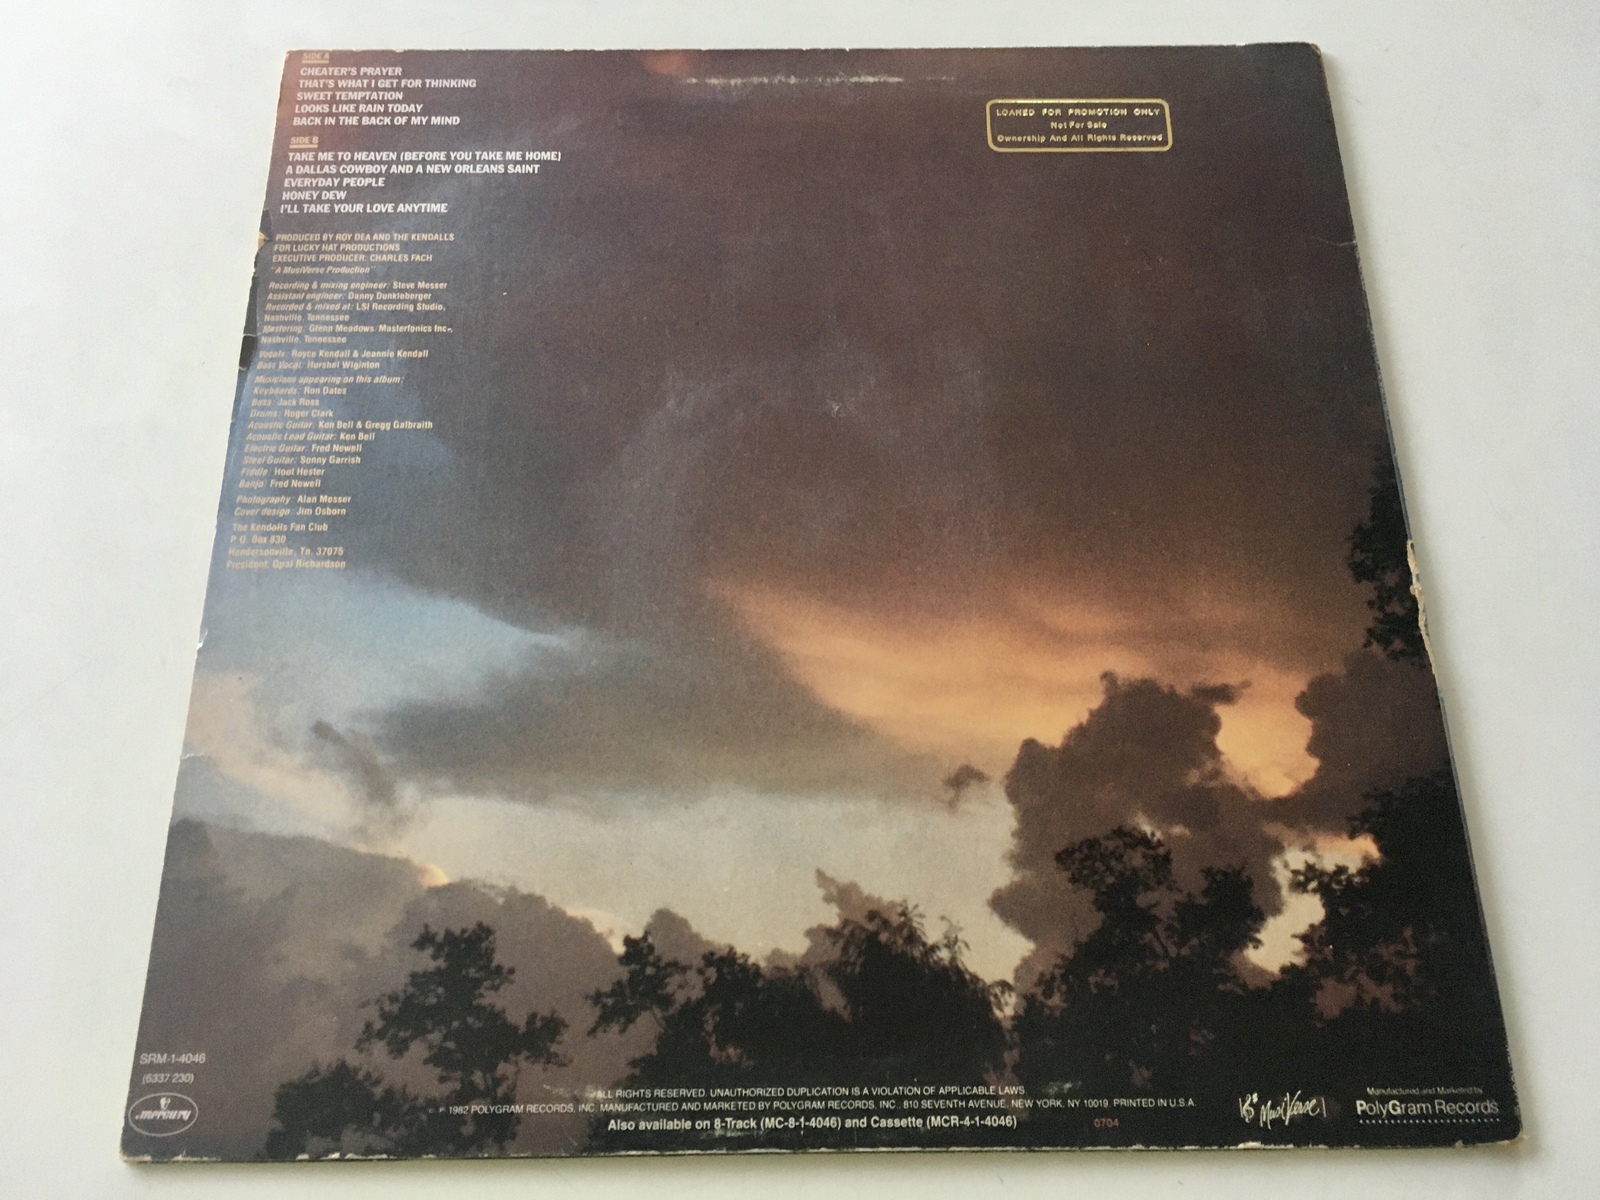 SIDE A
CHEATER'S PRAYER
THAT'S WHAT I GET FOR THINKING
SWEET TEMPTATION
LOOKS LIKE RAIN TODAY
BACK IN THE BACK OF MY MIND
SIDE B
TAKE ME TO HEAVEN (BEFORE YOU TAKE ME HOME)
A DALLAS COWBOY AND A NEW ORLEANS SAINT
EVERYDAY PEOPLE
HONEY DEW
I'LL TAKE YOUR LOVE ANYTIME
PRODUCED BY ROY DEA AND THE KENDALLS
FOR LUCKY HAT PRODUCTIONS
EXECUTIVE PRODUCER: CHARLES FACH
"A MusiVerse Production"
Recording & mixing engineer: Steve Messer
Assistant engineer: Danny Dunkleberger
Recorded & mixed at: LSI Recording Studio,
Nashville, Tennessee
Mastering: Glenn Meadows. Masterfonics Inc.,
Nashville, Tennessee
Vocals: Royce Kendall & Jeannie Kendall
Bass Vocal: Hurshel Wiginton
Musicians appearing on this album:
Keyboards: Ron Oates
Bass: Jack Ross
Drums: Roger Clark
Acoustic Guitar: Ken Bell & Gregg Galbraith
Acoustic Lead Guitar: Ken Bell
Electric Guitar: Fred Newell
Steel Guitar: Sonny Garrish
Fiddle: Hoot Hester
Banjo: Fred Newell
Photography: Alan Messer
Cover design: Jim Osborn
The Kendalls Fan Club
P.O. Box 830
Hendersonville, Tn. 37075
President: Opal Richardson
LOANED FOR PROMOTION ONLY
Not For Sale
Ownership And All Rights Reserved
SRM-1-4046
(6337 230)
mercury
ALL RIGHTS RESERVED. UNAUTHORIZED DUPLICATION IS A VIOLATION OF APPLICABLE LAWS.
℗ 1982 POLYGRAM RECORDS, INC. MANUFACTURED AND MARKETED BY POLYGRAM RECORDS, INC., 810 SEVENTH AVENUE, NEW YORK, NY 10019. PRINTED IN U.S.A.
Also available on 8-Track (MC-8-1-4046) and Cassette (MCR-4-1-4046)
0704
MusiVerse
Manufactured and Marketed by
PolyGram Records